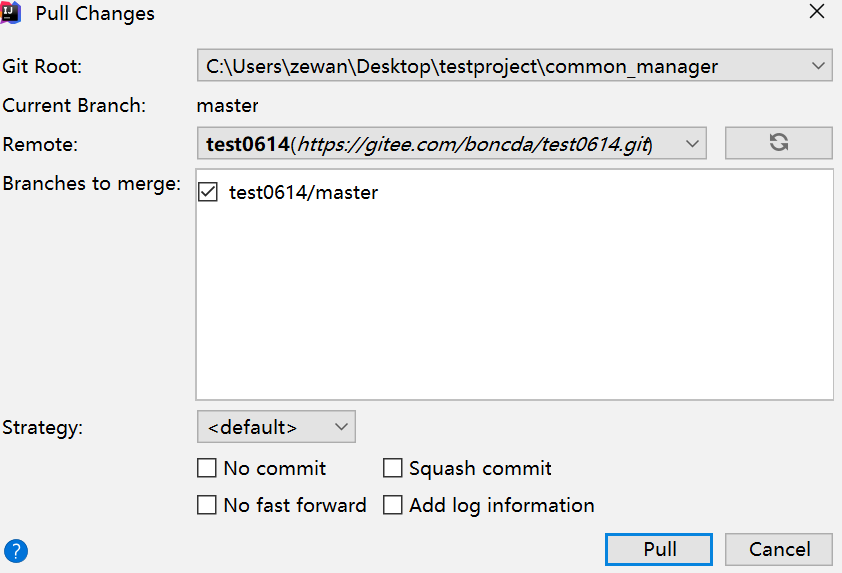 Pull Changes
Git Root: C:\Users\zewan\Desktop\testproject\common_manager
Current Branch: master
Remote: test0614(https://gitee.com/boncda/test0614.git)
Branches to merge: test0614/master
Strategy: <default>
No commit Squash commit
No fast forward Add log information
? Pull Cancel